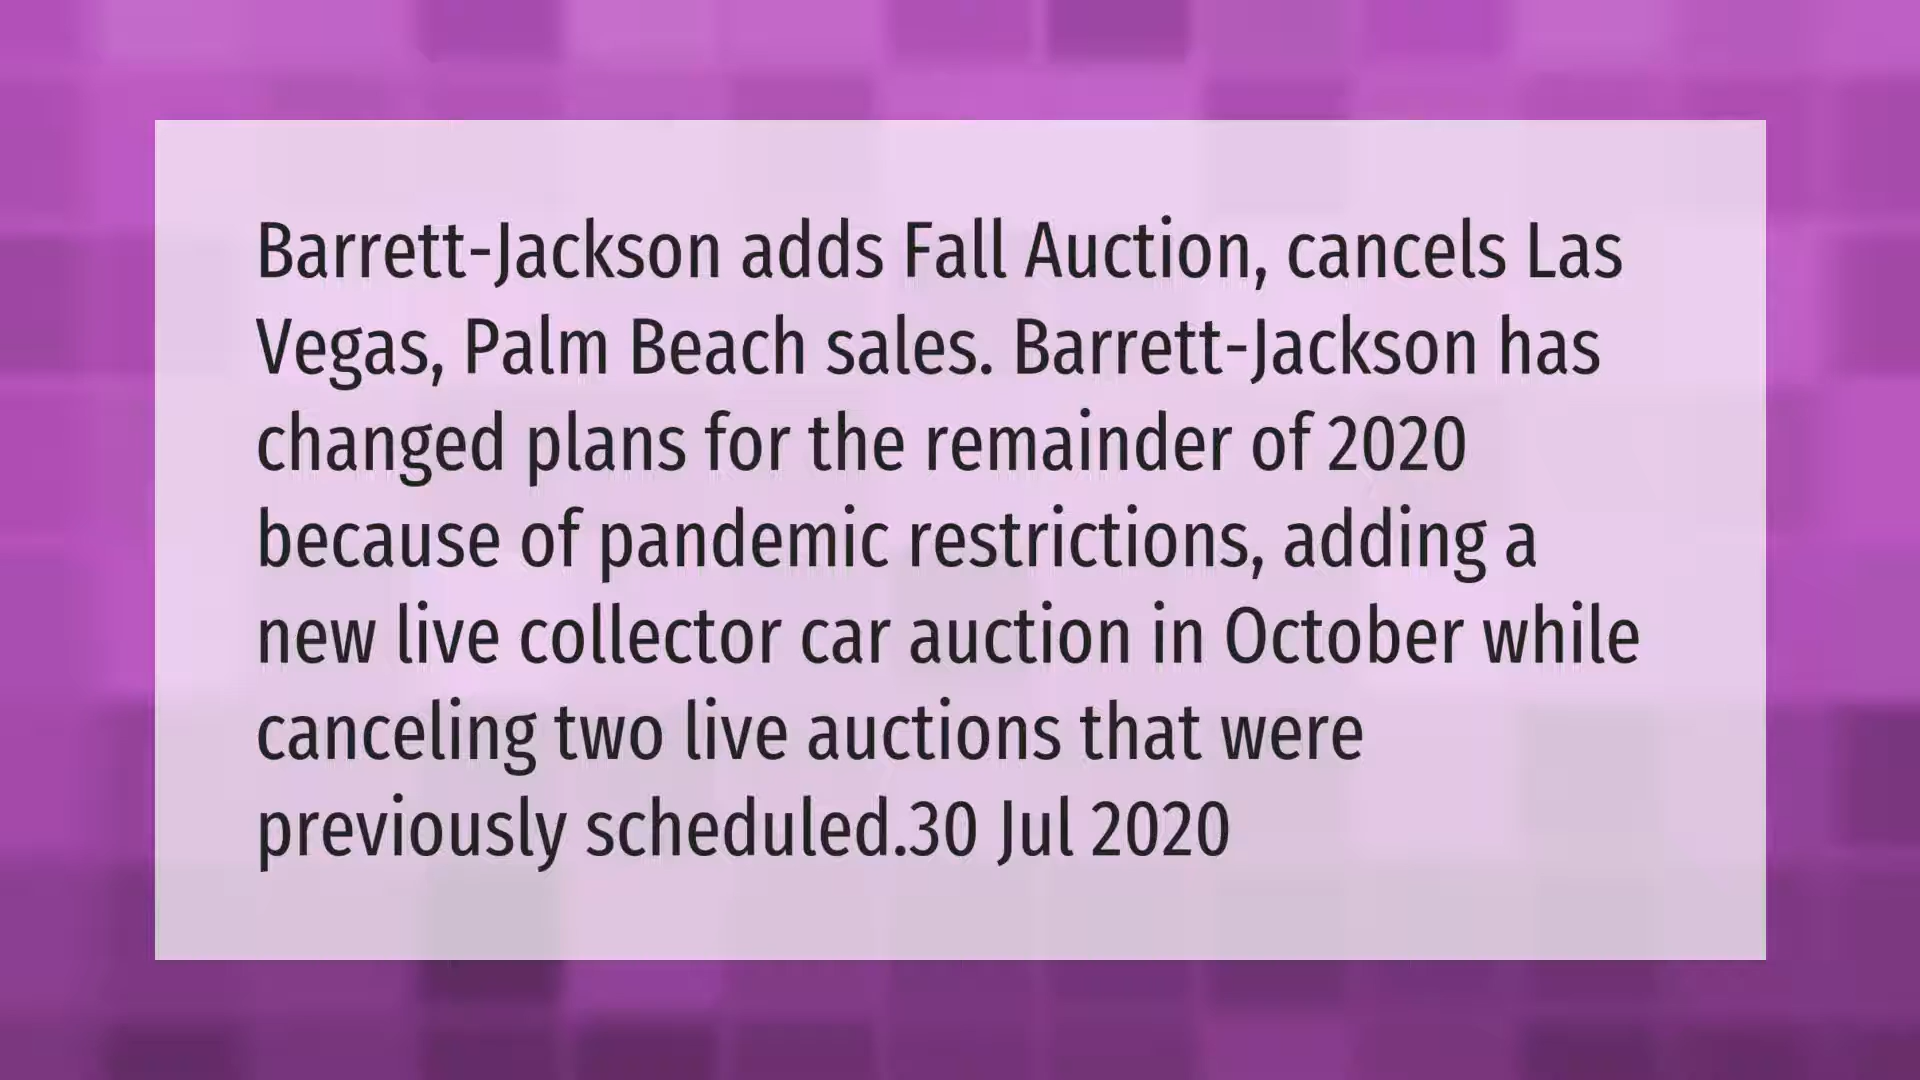 Barrett-Jackson adds Fall Auction, cancels Las
Vegas, Palm Beach sales. Barrett-Jackson has
changed plans for the remainder of 2020
because of pandemic restrictions, adding a
new live collector car auction in October while
canceling two live auctions that were
previously scheduled.30 Jul 2020